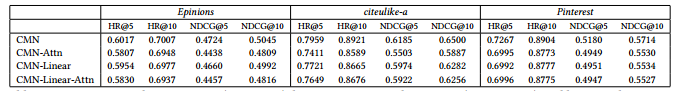 Epinions citeulike-a Pinterest
HR@5 HR@10 NDCG@5 NDCG@10 HR@5 HR@10 NDCG@5 NDCG@10 HR@5 HR@10 NDCG@5 NDCG@10
CMN 0.6017 0.7007 0.4724 0.5045 0.7959 0.8921 0.6185 0.6500 0.7267 0.8904 0.5180 0.5714
CMN-Attn 0.5807 0.6948 0.4438 0.4809 0.7411 0.8589 0.5503 0.5887 0.6995 0.8773 0.4949 0.5530
CMN-Linear 0.5954 0.6977 0.4660 0.4992 0.7721 0.8665 0.5974 0.6282 0.6992 0.8777 0.4951 0.5534
CMN-Linear-Attn 0.5830 0.6937 0.4457 0.4816 0.7649 0.8676 0.5922 0.6256 0.6996 0.8775 0.4947 0.5527